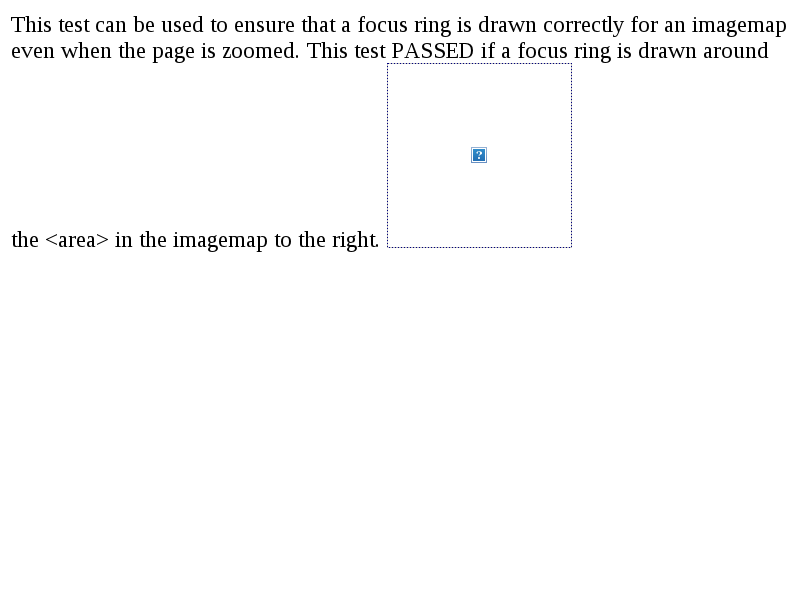 This test can be used to ensure that a focus ring is drawn correctly for an imagemap
even when the page is zoomed. This test PASSED if a focus ring is drawn around
?
the <area> in the imagemap to the right.